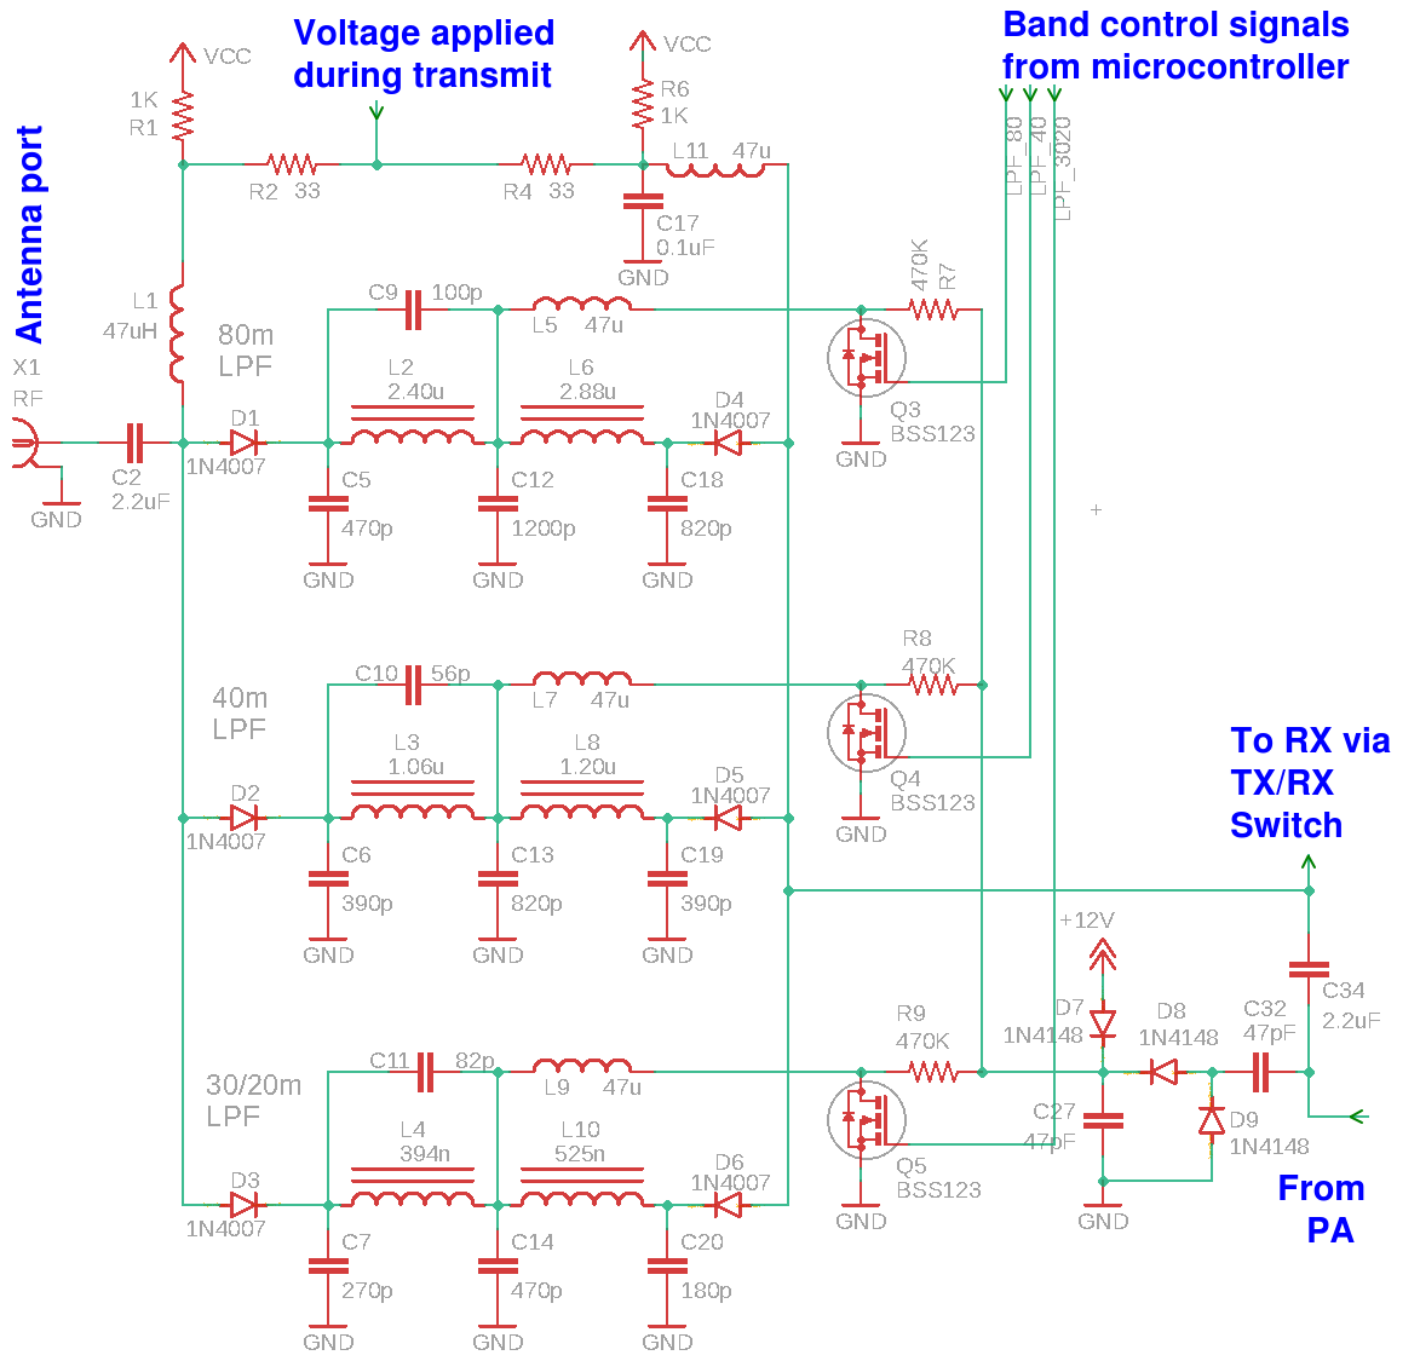 Voltage applied
during transmit
Band control signals
from microcontroller
VCC
VCC
1K
R1
R6
1K
L11 47u
R2 33
R4 33
C17
0.1uF
GND
LPF_80
LPF_40
LPF_3020
Antenna port
L1
47uH
80m
LPF
C9 100p
L5 47u
470K
R7
X1
RF
L2
2.40u
L6
2.88u
D4
1N4007
Q3
BSS123
GND
D1
1N4007
C2
2.2uF
GND
C5
470p
GND
C12
1200p
GND
C18
820p
GND
R8
470K
40m
LPF
C10 56p
L7 47u
L3
1.06u
L8
1.20u
D5
1N4007
Q4
BSS123
GND
D2
1N4007
C6
390p
GND
C13
820p
GND
C19
390p
GND
To RX via
TX/RX
Switch
+12V
C34
2.2uF
D7
1N4148
D8
1N4148
C32
47pF
R9
470K
30/20m
LPF
C11 82p
L9 47u
L4
394n
L10
525n
D6
1N4007
Q5
BSS123
GND
C27
47pF
GND
D9
1N4148
From
PA
D3
1N4007
C7
270p
GND
C14
470p
GND
C20
180p
GND